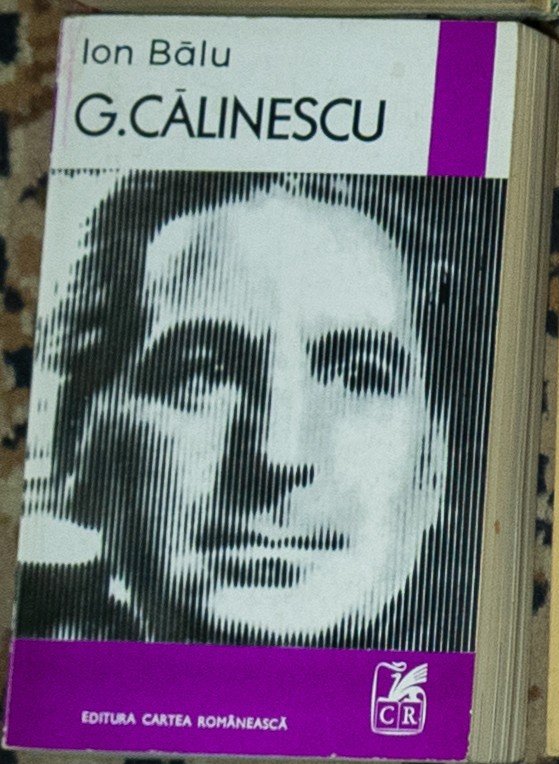 Ion Bălu
G.CĂLINESCU
EDITURA CARTEA ROMÂNEASCĂ
CR